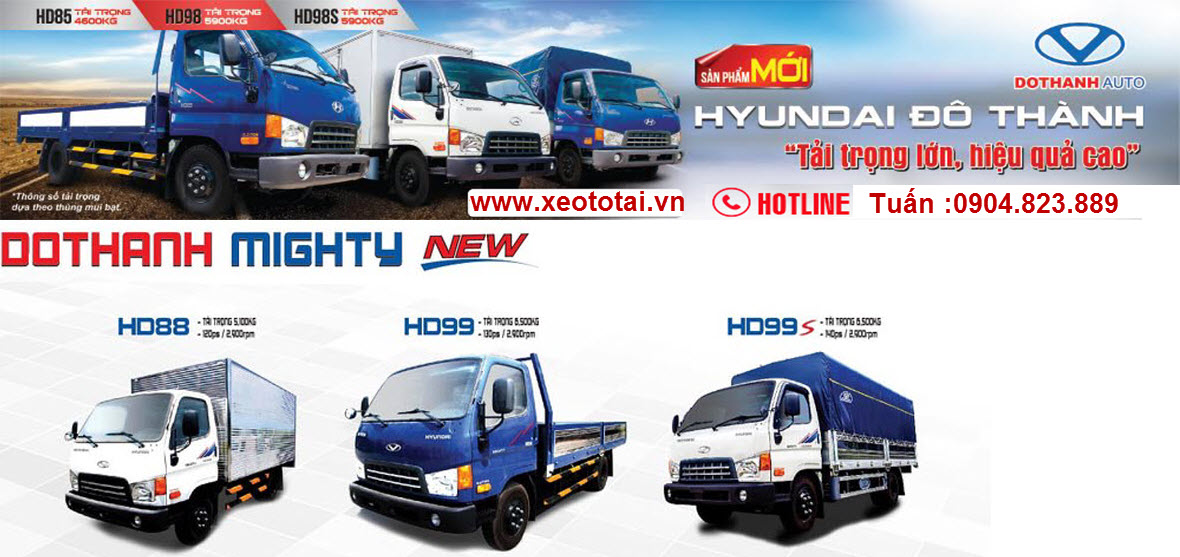 HD85 TẢI TRỌNG 4600KG
HD98 TẢI TRỌNG 5900KG
HD98S TẢI TRỌNG 5900KG
SẢN PHẨM MỚI
DOTHANH AUTO
HYUNDAI ĐÔ THÀNH
"Tải trọng lớn, hiệu quả cao"
*Thông số tải trọng
dựa theo thùng mui bạt.
www.xeototai.vn
HOTLINE Tuấn :0904.823.889
DOTHANH MIGHTY NEW
HD88 - TẢI TRỌNG 5,100KG
- 120ps / 2,900rpm
HD99 - TẢI TRỌNG 6,500KG
- 130ps / 2,900rpm
HD99S - TẢI TRỌNG 6,500KG
- 140ps / 2,900rpm
HYUNDAI